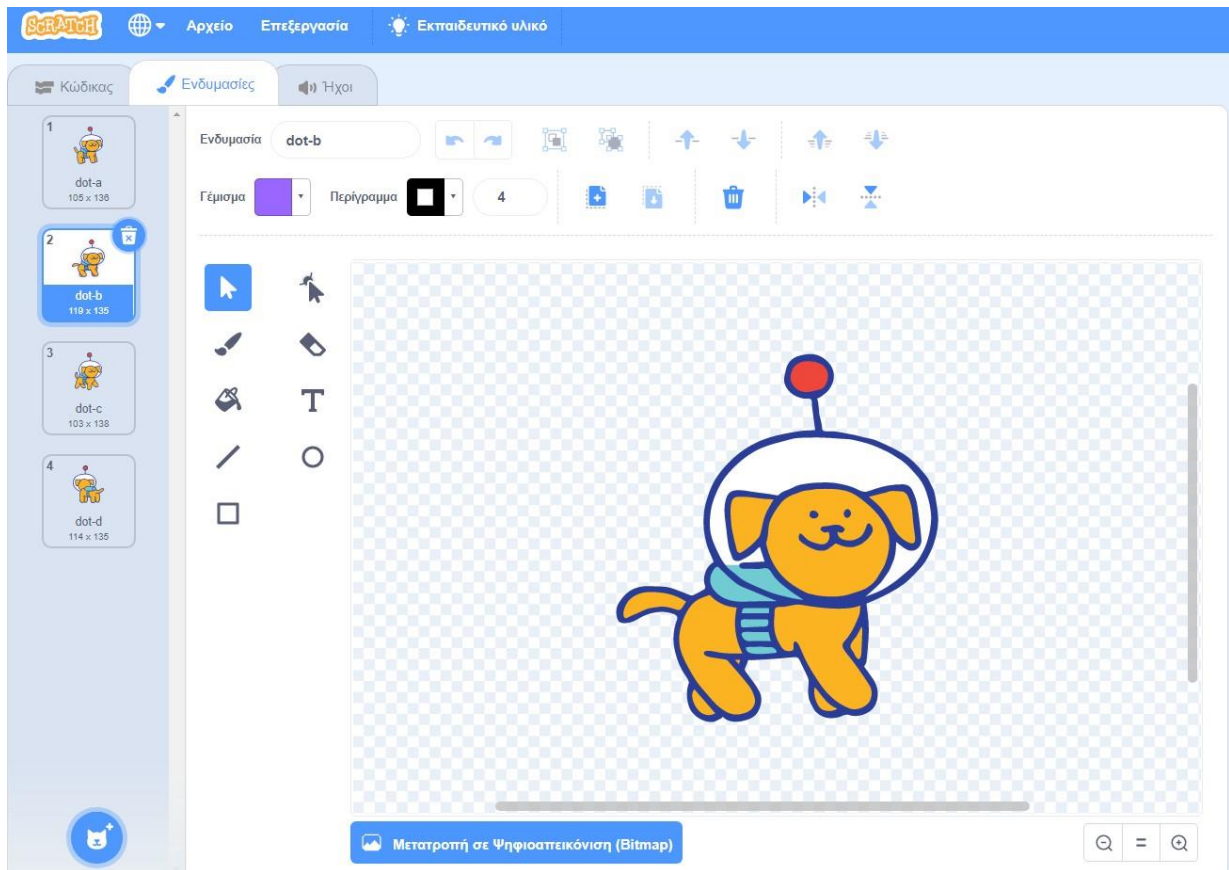 SCRATCH Αρχείο Επεξεργασία Εκπαιδευτικό υλικό
Κώδικας Ενδυμασίες Ήχοι
1
dot-a
105 x 136
2
dot-b
119 x 135
3
dot-c
103 x 138
4
dot-d
114 x 135
Ενδυμασία dot-b
Γέμισμα Περίγραμμα 4
T
Μετατροπή σε Ψηφιοαπεικόνιση (Bitmap)
=